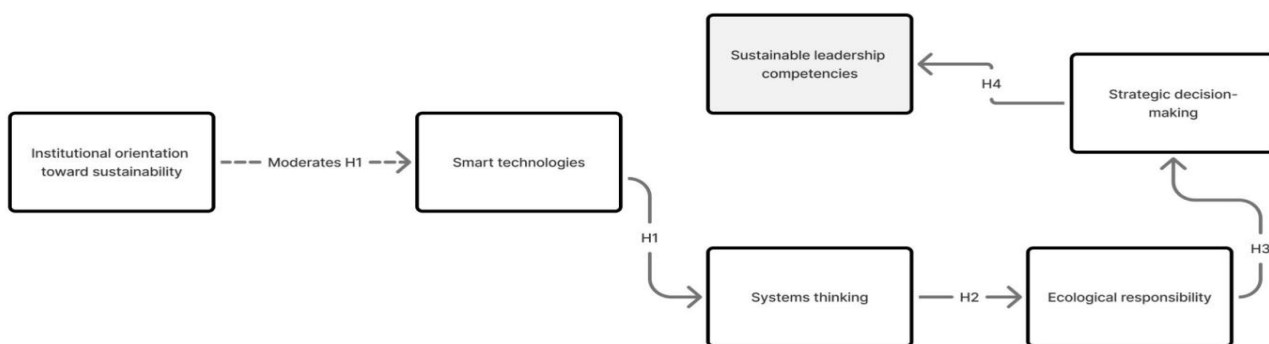 Institutional orientation
toward sustainability
Moderates H1
Smart technologies
H1
Systems thinking
H2
Ecological responsibility
H3
Strategic decision-
making
H4
Sustainable leadership
competencies